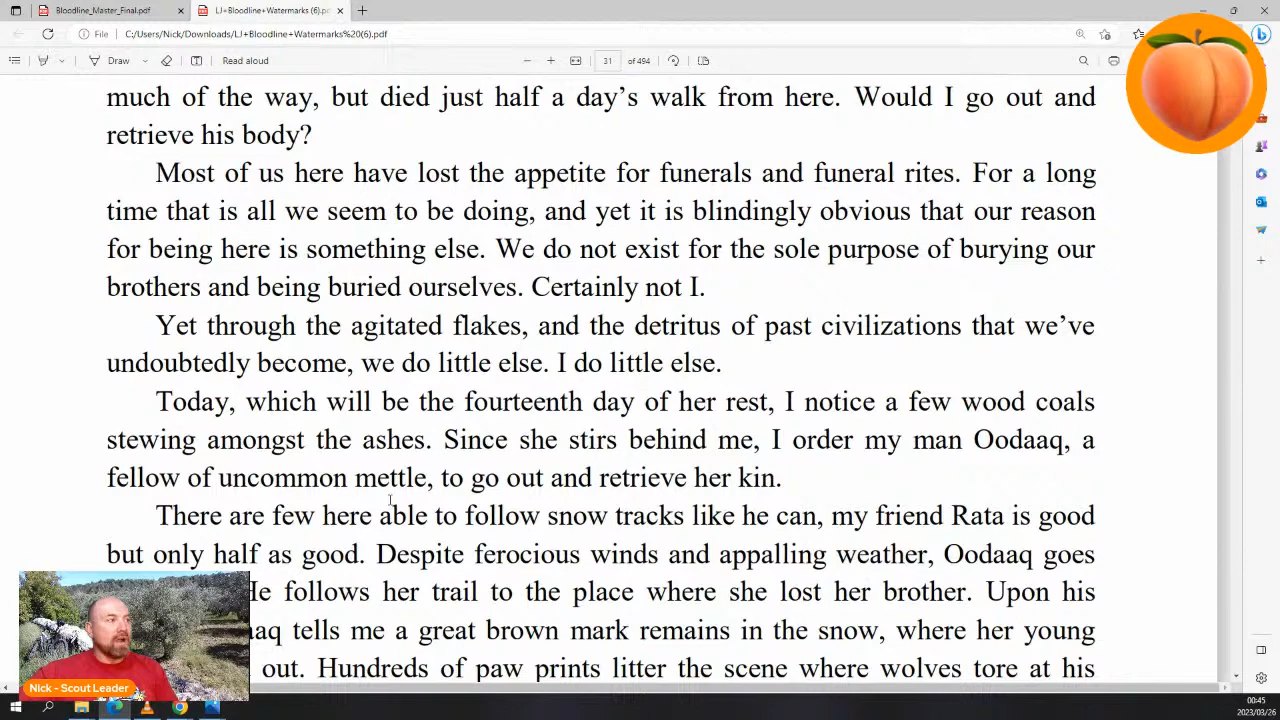 Bloodline_Master_Final.pdf
LJ+Bloodline+Watermarks (6).pdf
File
C:/Users/Nick/Downloads/LJ+Bloodline+Watermarks%20(6).pdf
Draw
Read aloud
31 of 494
much of the way, but died just half a day’s walk from here. Would I go out and
retrieve his body?
Most of us here have lost the appetite for funerals and funeral rites. For a long
time that is all we seem to be doing, and yet it is blindingly obvious that our reason
for being here is something else. We do not exist for the sole purpose of burying our
brothers and being buried ourselves. Certainly not I.
Yet through the agitated flakes, and the detritus of past civilizations that we’ve
undoubtedly become, we do little else. I do little else.
Today, which will be the fourteenth day of her rest, I notice a few wood coals
stewing amongst the ashes. Since she stirs behind me, I order my man Oodaaq, a
fellow of uncommon mettle, to go out and retrieve her kin.
There are few here able to follow snow tracks like he can, my friend Rata is good
but only half as good. Despite ferocious winds and appalling weather, Oodaaq goes
He follows her trail to the place where she lost her brother. Upon his
aq tells me a great brown mark remains in the snow, where her young
out. Hundreds of paw prints litter the scene where wolves tore at his
Nick - Scout Leader
00:45
2023/03/26